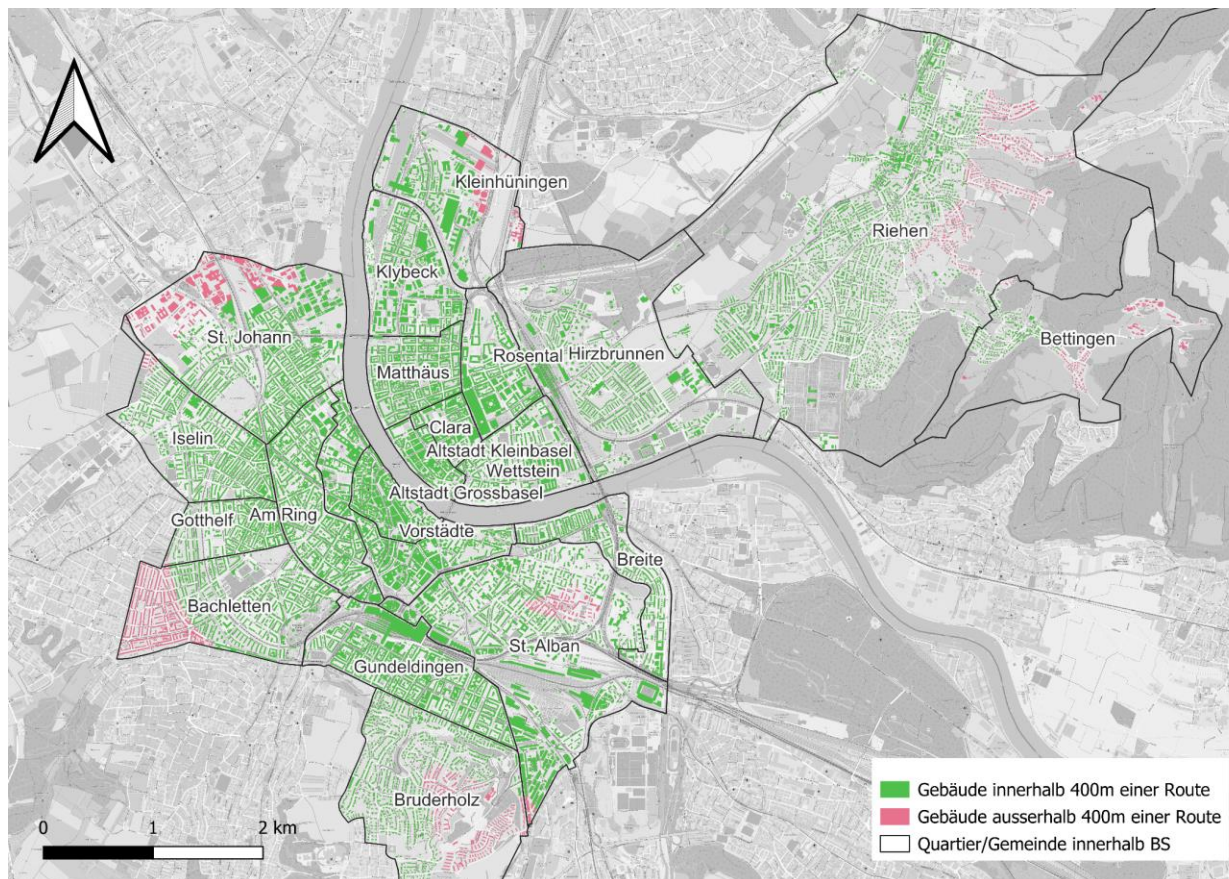 Kleinhüningen
Riehen
Klybeck
St. Johann
Bettingen
Rosental
Hirzbrunnen
Matthäus
Clara
Iselin
Altstadt Kleinbasel
Wettstein
Altstadt Grossbasel
Gotthelf
Am Ring
Vorstädte
Breite
Bachletten
St. Alban
Gundeldingen
Bruderholz
0 1 2 km
Gebäude innerhalb 400m einer Route
Gebäude ausserhalb 400m einer Route
Quartier/Gemeinde innerhalb BS